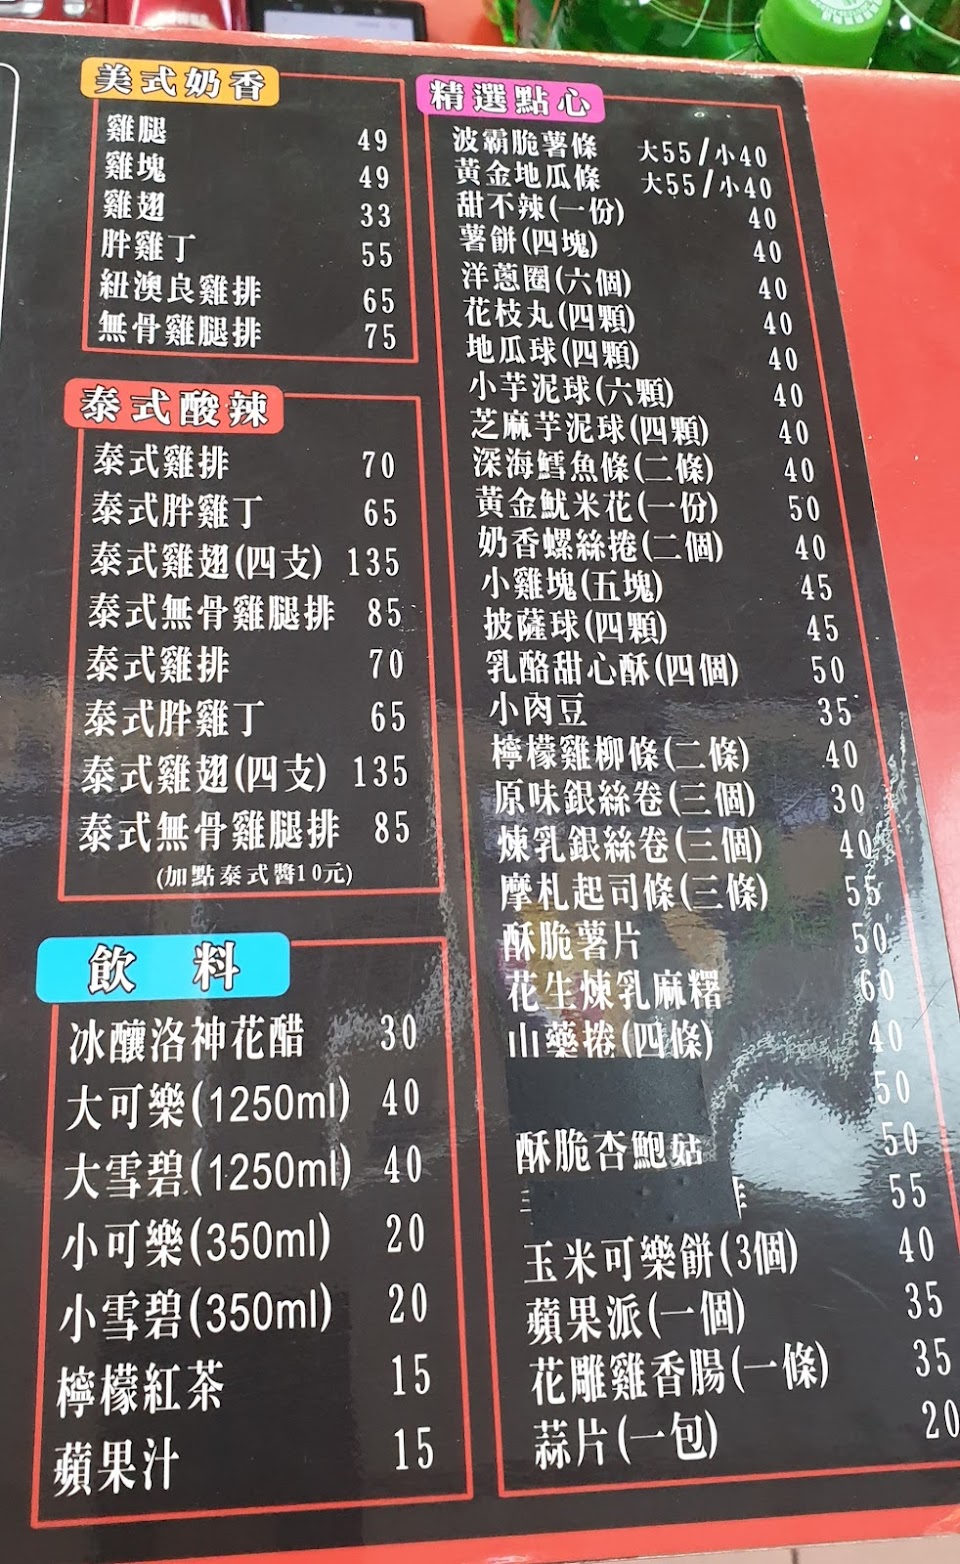 美式奶香
雞腿 49
雞塊 49
雞翅 33
胖雞丁 55
紐澳良雞排 65
無骨雞腿排 75
泰式酸辣
泰式雞排 70
泰式胖雞丁 65
泰式雞翅(四支) 135
泰式無骨雞腿排 85
泰式雞排 70
泰式胖雞丁 65
泰式雞翅(四支) 135
泰式無骨雞腿排 85
(加點泰式醬10元)
飲料
冰釀洛神花醋 30
大可樂(1250ml) 40
大雪碧(1250ml) 40
小可樂(350ml) 20
小雪碧(350ml) 20
檸檬紅茶 15
蘋果汁 15
精選點心
波霸脆薯條 大55/小40
黃金地瓜條 大55/小40
甜不辣(一份) 40
薯餅(四塊) 40
洋蔥圈(六個) 40
花枝丸(四顆) 40
地瓜球(四顆) 40
小芋泥球(六顆) 40
芝麻芋泥球(四顆) 40
深海鱈魚條(二條) 40
黃金魷米花(一份) 50
奶香螺絲捲(二個) 40
小雞塊(五塊) 45
披薩球(四顆) 45
乳酪甜心酥(四個) 50
小肉豆 35
檸檬雞柳條(二條) 40
原味銀絲卷(三個) 30
煉乳銀絲卷(三個) 40
摩札起司條(三條) 55
酥脆薯片 50
花生煉乳麻糬 60
山藥捲(四條) 40
50
酥脆杏鮑菇 50
55
玉米可樂餅(3個) 40
蘋果派(一個) 35
花雕雞香腸(一條) 35
蒜片(一包) 20